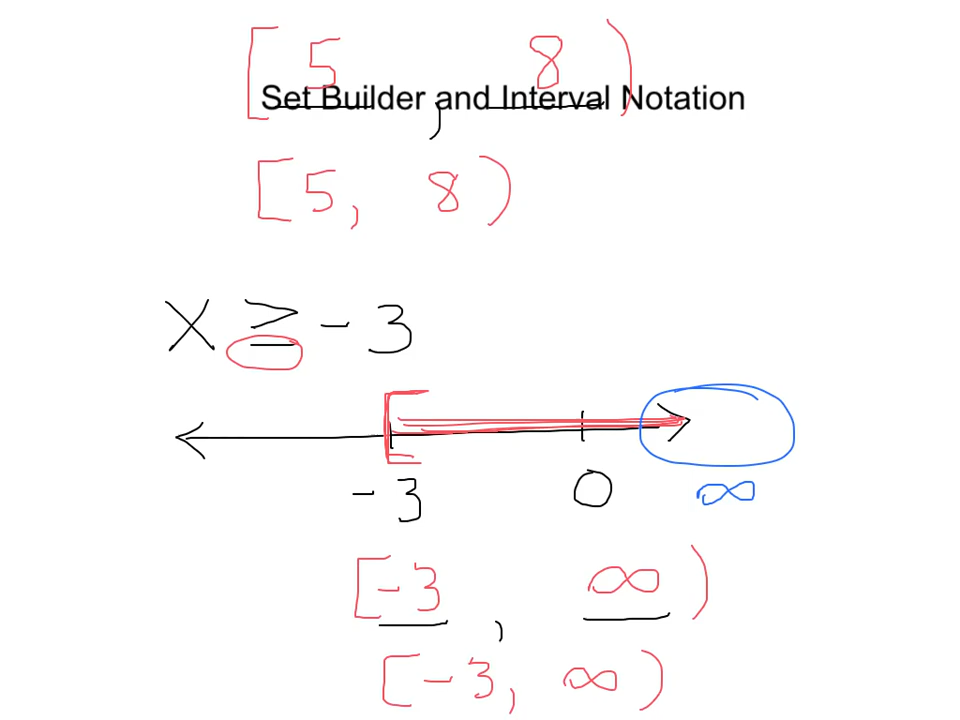 [ 5 , 8 )
Set Builder and Interval Notation
[ 5 , 8 )
x ≥ - 3
- 3 0 ∞
[ -3 , ∞ )
[ -3 , ∞ )